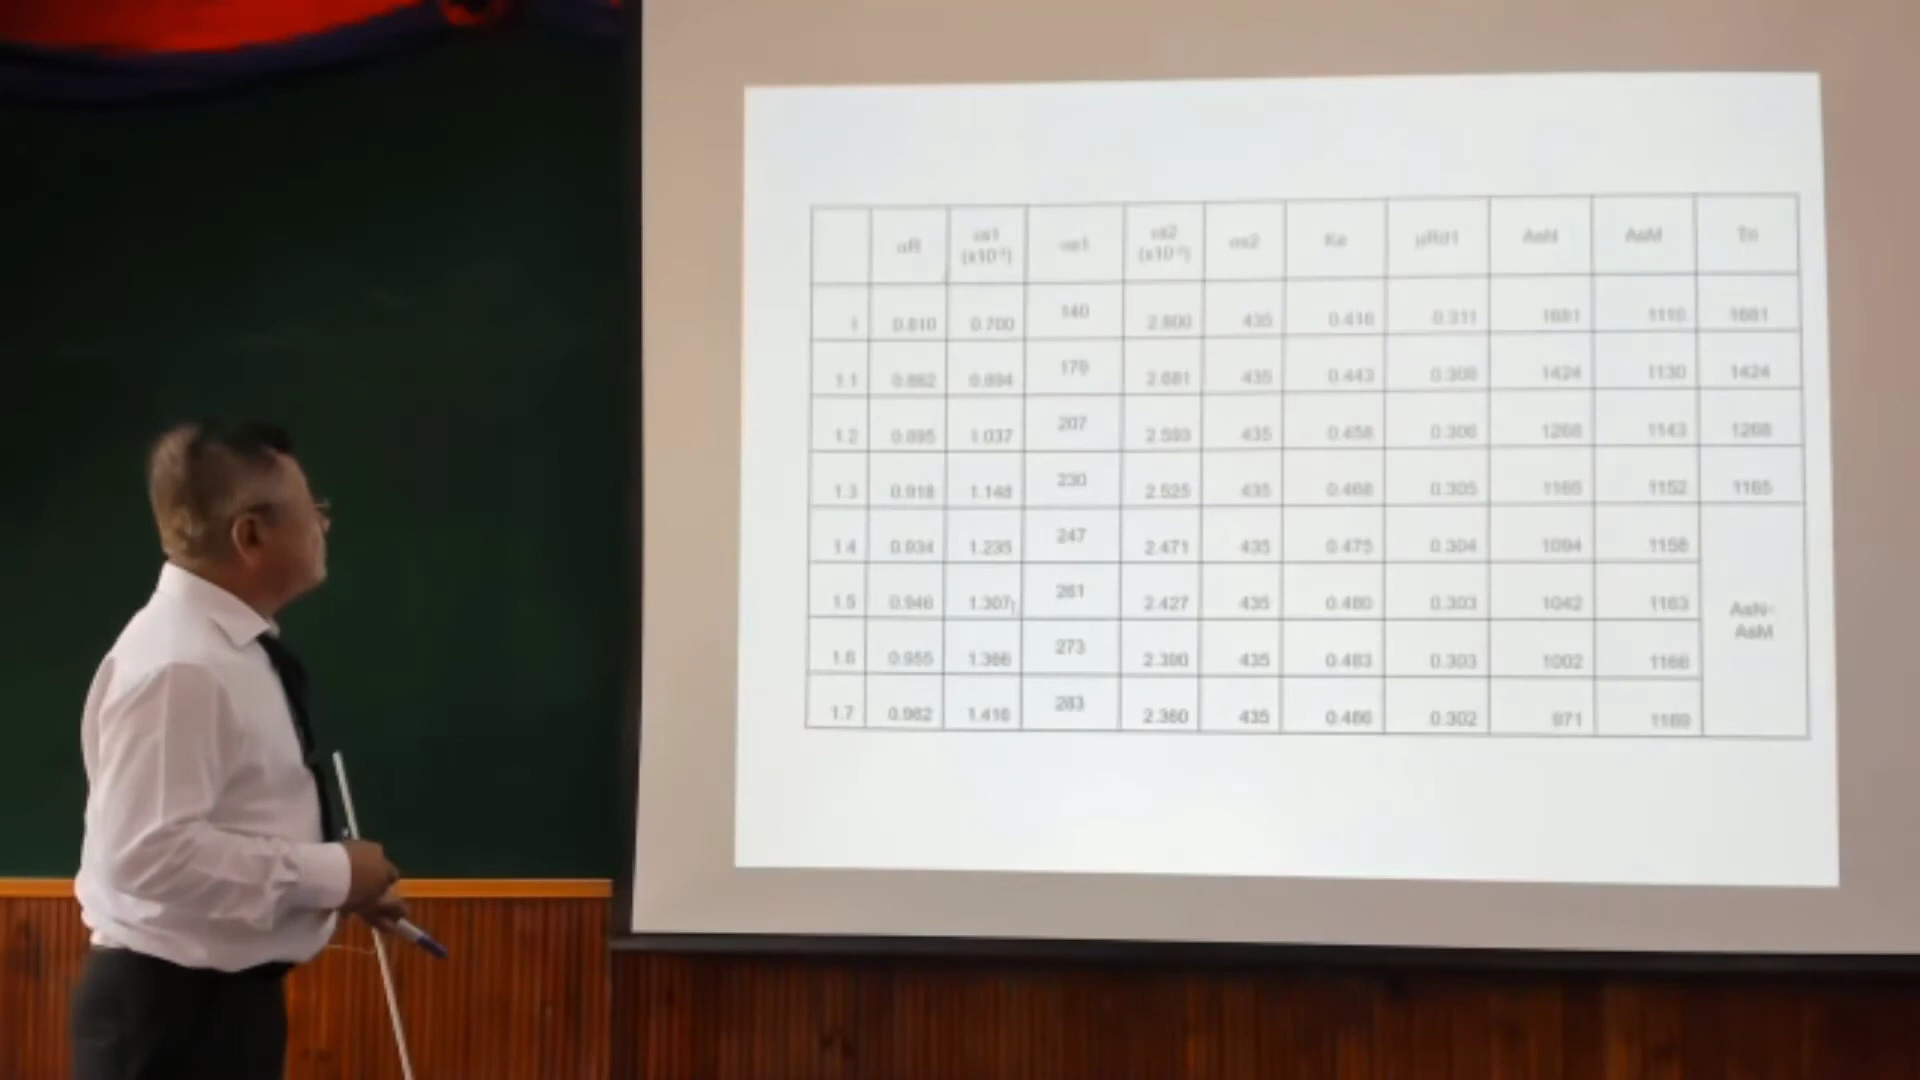 αR εs1 (x10⁻³) σs1 εs2 (x10⁻³) σs2 Ke μRd1 AsN AsM Tri
1 0.810 0.700 140 2.800 435 0.416 0.311 1681 1110 1681
1.1 0.862 0.894 179 2.681 435 0.443 0.308 1424 1130 1424
1.2 0.895 1.037 207 2.593 435 0.458 0.306 1268 1143 1268
1.3 0.918 1.148 230 2.525 435 0.468 0.305 1165 1152 1165
1.4 0.934 1.235 247 2.471 435 0.475 0.304 1094 1158
1.5 0.946 1.307 261 2.427 435 0.480 0.303 1042 1163
AsN<
AsM
1.6 0.955 1.366 273 2.390 435 0.483 0.303 1002 1166
1.7 0.962 1.416 283 2.360 435 0.486 0.302 971 1169